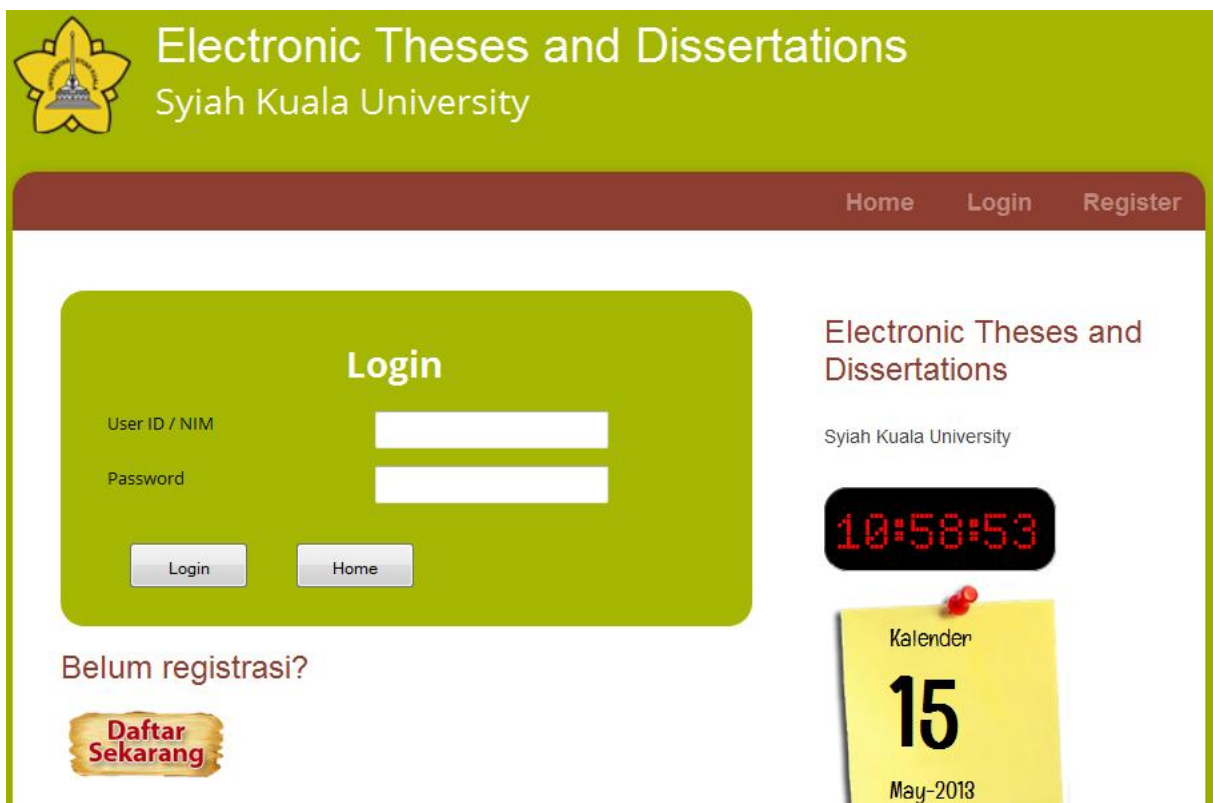 Electronic Theses and Dissertations
Syiah Kuala University
Home Login Register
Login
User ID / NIM
Password
Login Home
Belum registrasi?
Daftar
Sekarang
Electronic Theses and
Dissertations
Syiah Kuala University
10:58:53
Kalender
15
May-2013